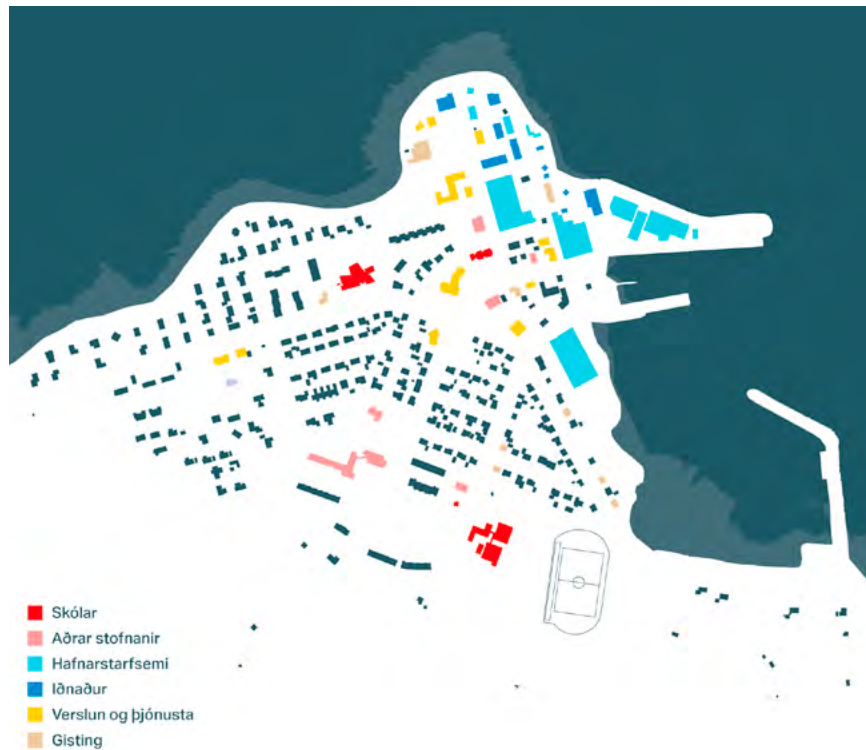 Skólar
Aðrar stofnanir
Hafnarstarfsemi
Iðnaður
Verslun og þjónusta
Gisting